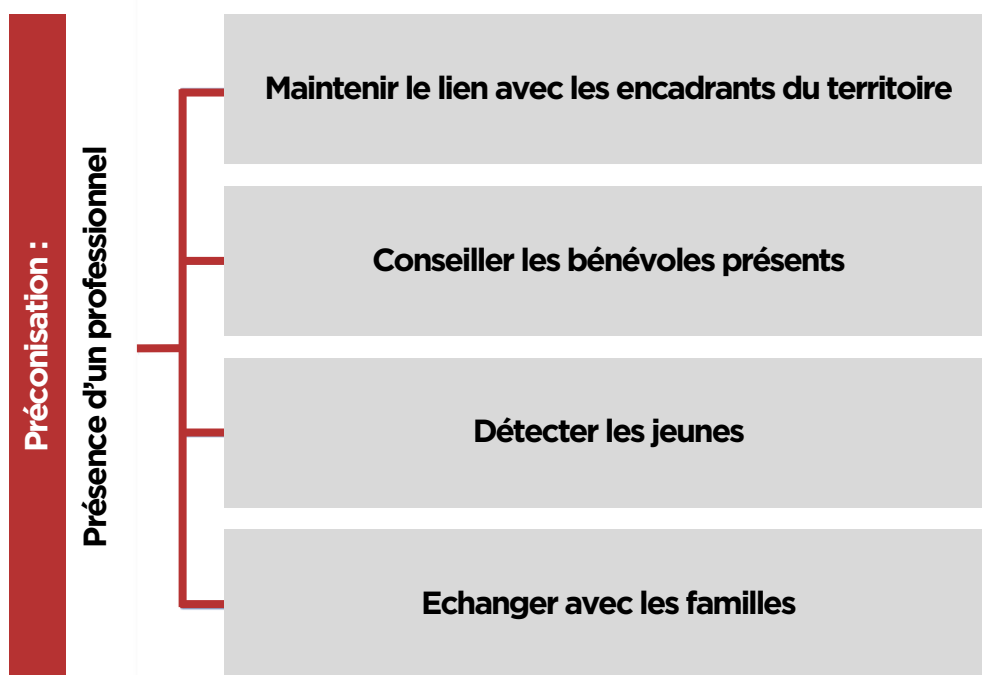 Préconisation :
Présence d'un professionnel
Maintenir le lien avec les encadrants du territoire
Conseiller les bénévoles présents
Détecter les jeunes
Echanger avec les familles